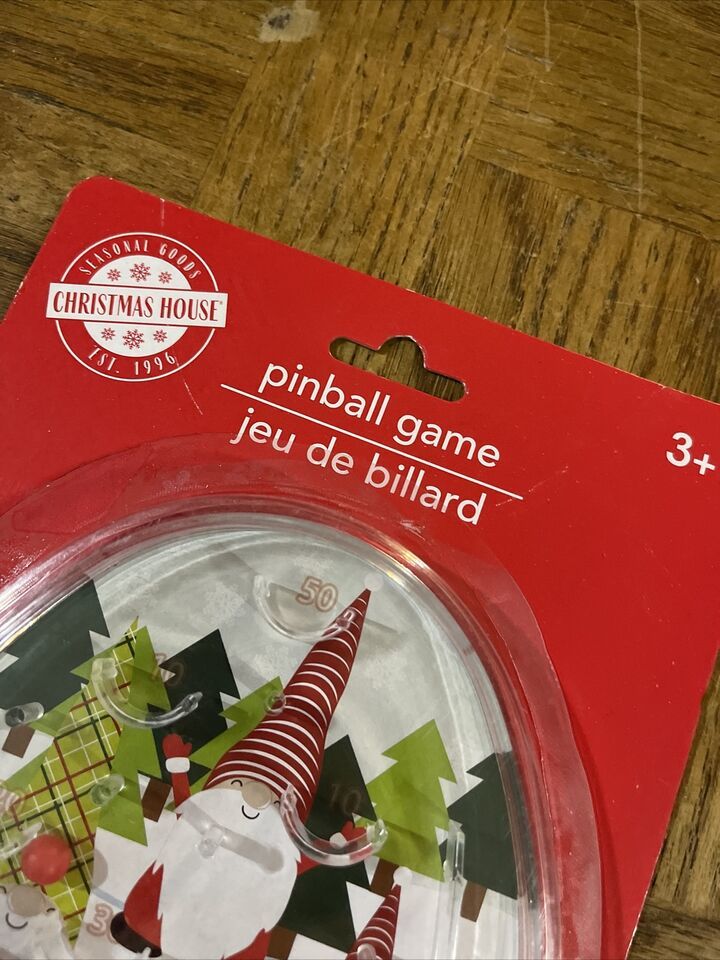 SEASONAL GOODS
CHRISTMAS HOUSE®
EST. 1996
pinball game
jeu de billard
3+
50
10